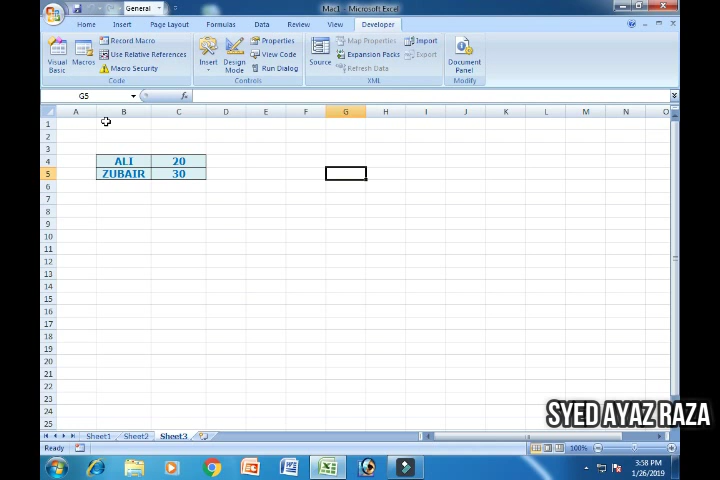 General
Mac1 - Microsoft Excel
Home Insert Page Layout Formulas Data Review View Developer
Visual Basic
Macros
Record Macro
Use Relative References
Macro Security
Code
Insert
Design Mode
Properties
View Code
Run Dialog
Controls
Source
Map Properties
Expansion Packs
Refresh Data
Import
Export
XML
Document Panel
Modify
G5
fx
A B C D E F G H I J K L M N O
1
2
3
4 ALI 20
5 ZUBAIR 30
6
7
8
9
10
11
12
13
14
15
16
17
18
19
20
21
22
23
24
25
SYED AYAZ RAZA
Sheet1 Sheet2 Sheet3
Ready
100%
3:58 PM
1/26/2019